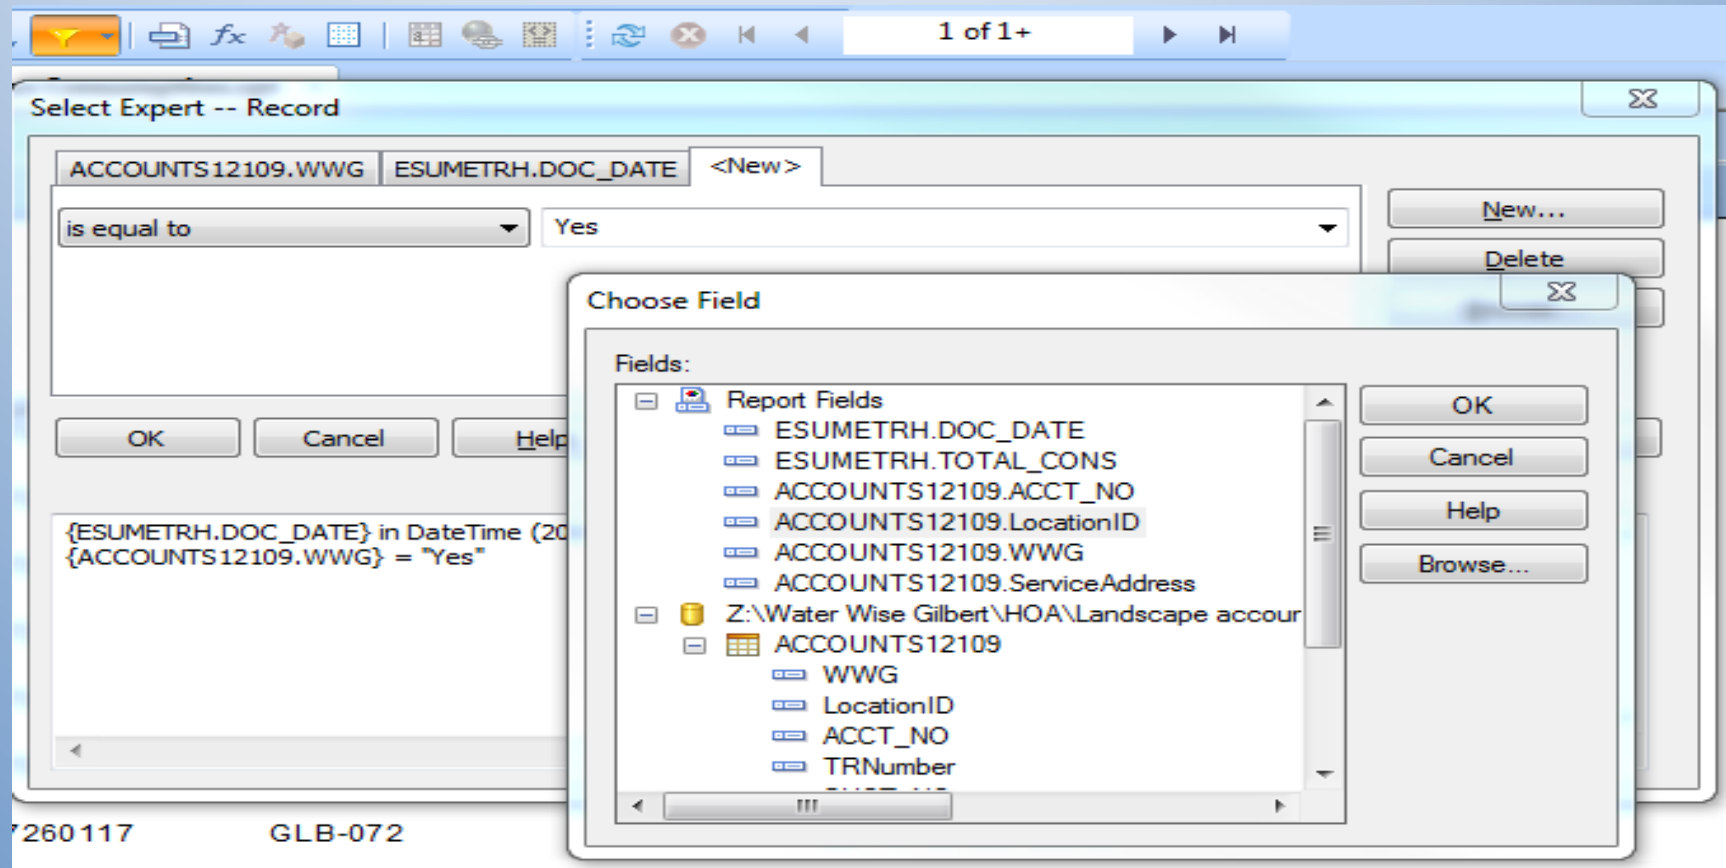 1 of 1+
Select Expert -- Record
ACCOUNTS12109.WWG ESUMETRH.DOC_DATE <New>
is equal to Yes
New...
Delete
Choose Field
Fields:
Report Fields
ESUMETRH.DOC_DATE
ESUMETRH.TOTAL_CONS
ACCOUNTS12109.ACCT_NO
ACCOUNTS12109.LocationID
ACCOUNTS12109.WWG
ACCOUNTS12109.ServiceAddress
Z:\Water Wise Gilbert\HOA\Landscape accour
ACCOUNTS12109
WWG
LocationID
ACCT_NO
TRNumber
OK
Cancel
Help
Browse...
OK Cancel Help
{ESUMETRH.DOC_DATE} in DateTime (20
{ACCOUNTS12109.WWG} = "Yes"
7260117 GLB-072